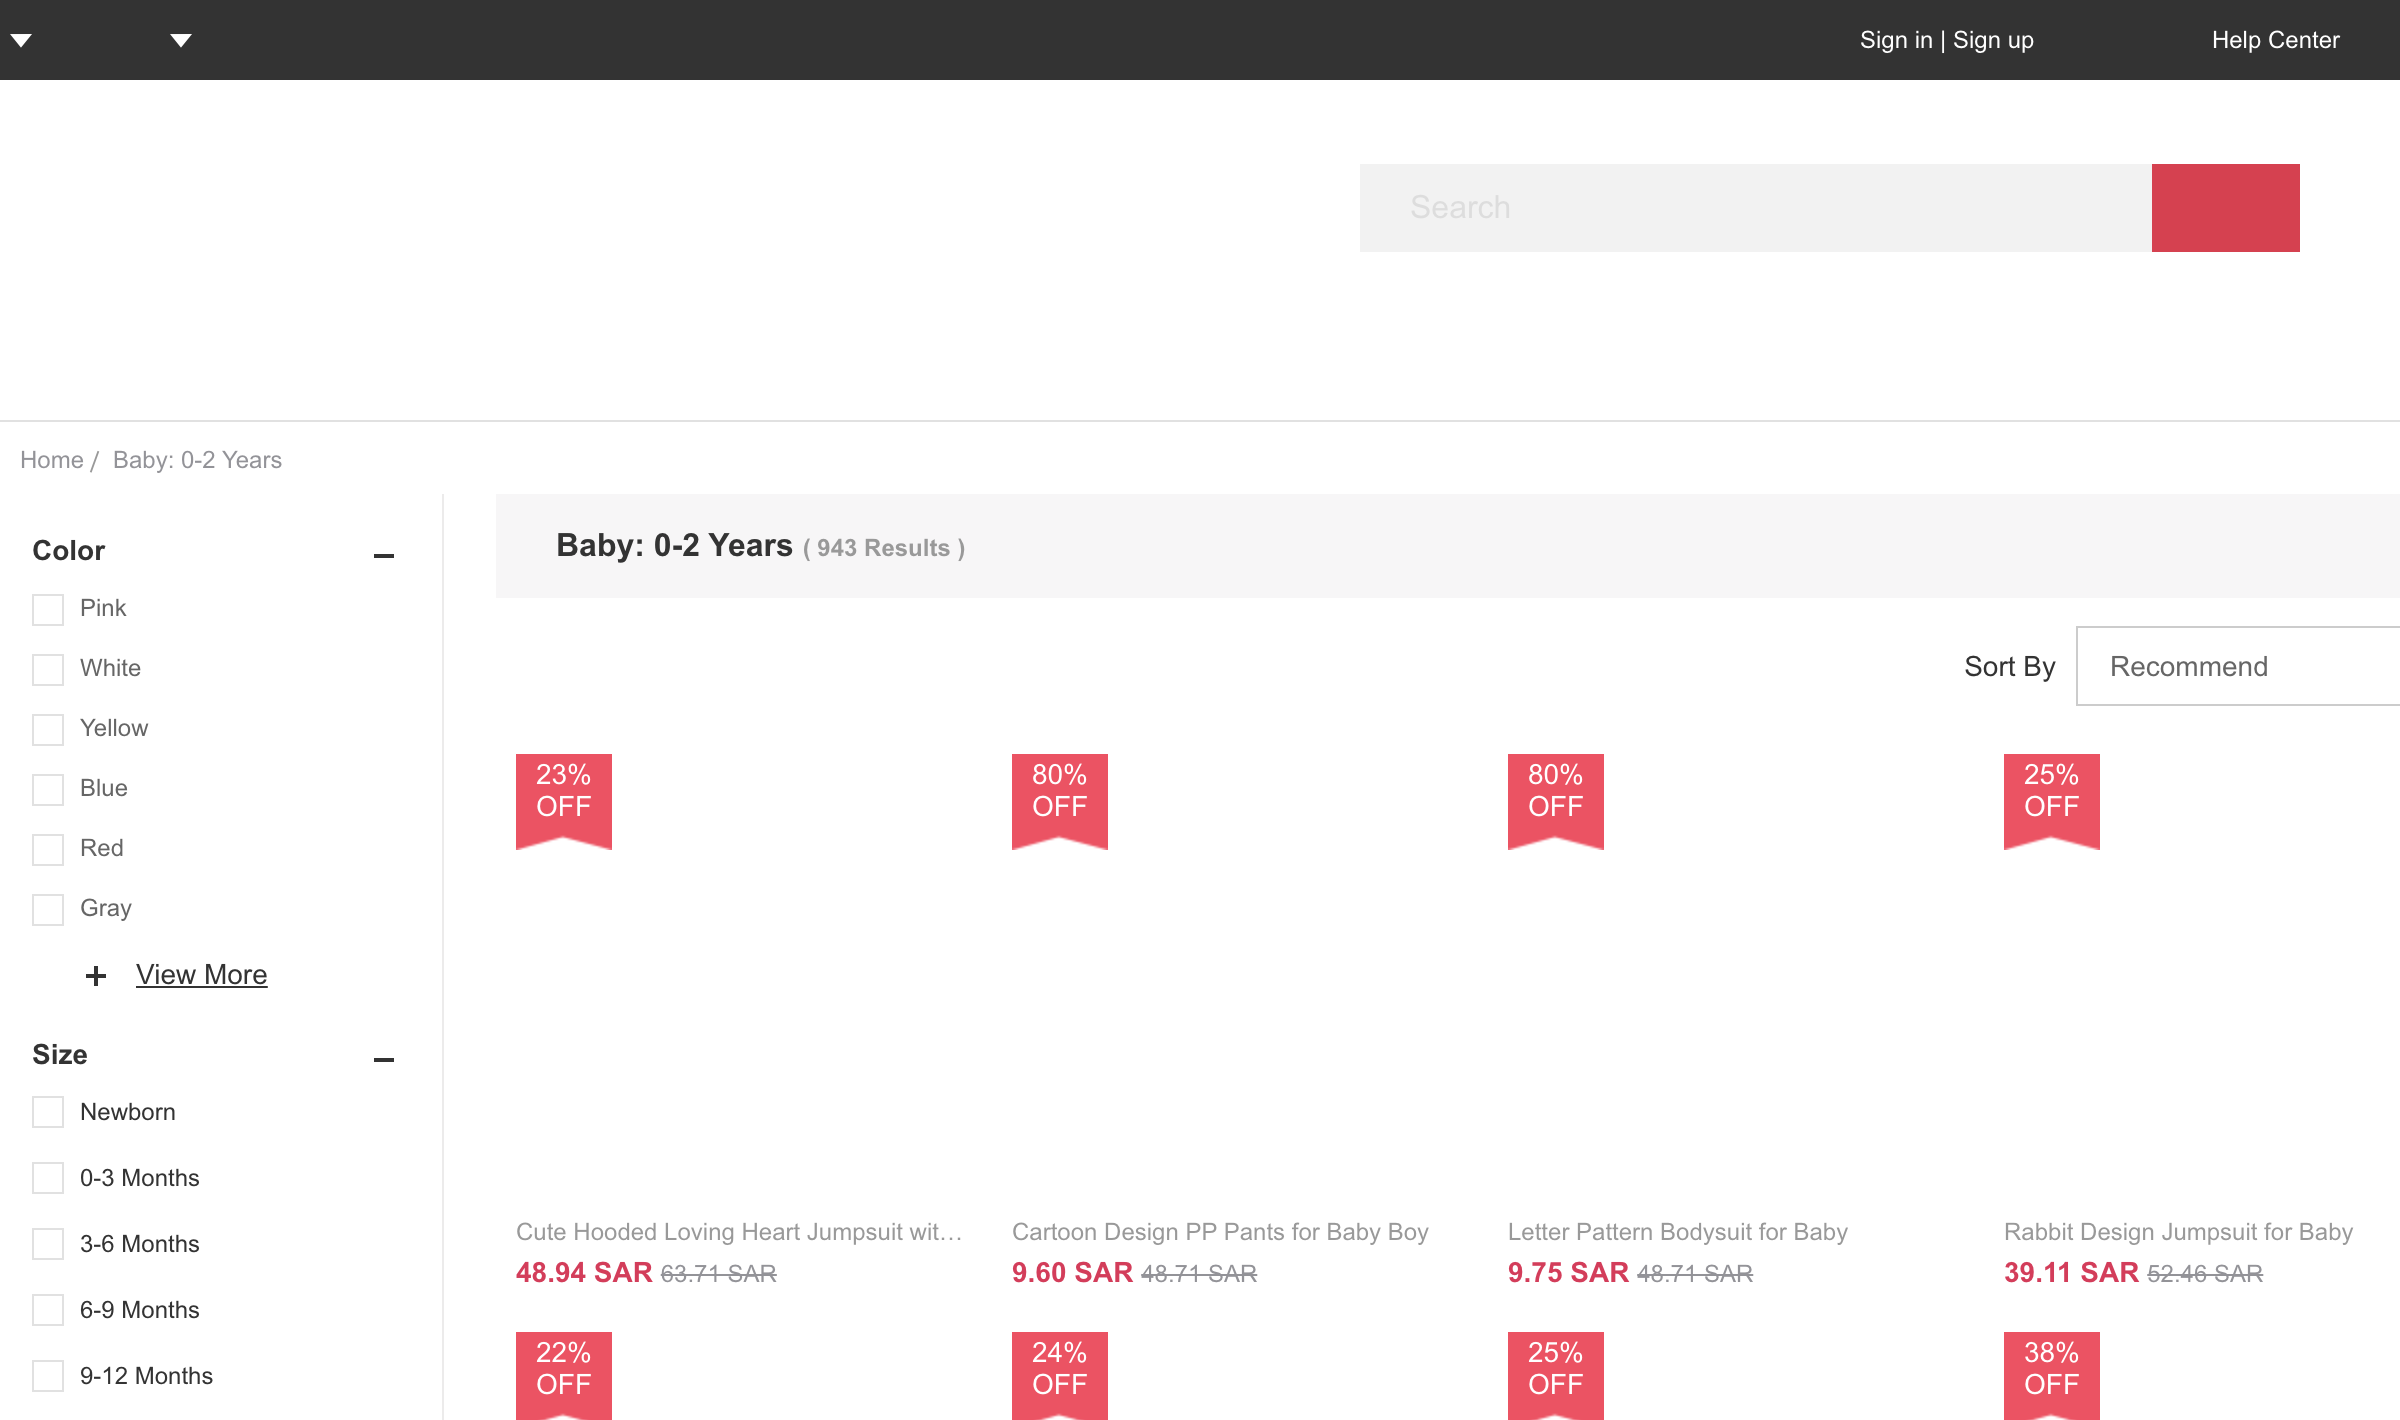 Sign in | Sign up
Help Center
Search
Home / Baby: 0-2 Years
Color
Pink
White
Yellow
Blue
Red
Gray
View More
Size
Newborn
0-3 Months
3-6 Months
6-9 Months
9-12 Months
Baby: 0-2 Years ( 943 Results )
Sort By
Recommend
23%
OFF
80%
OFF
80%
OFF
25%
OFF
Cute Hooded Loving Heart Jumpsuit wit…
48.94 SAR 63.71 SAR
Cartoon Design PP Pants for Baby Boy
9.60 SAR 48.71 SAR
Letter Pattern Bodysuit for Baby
9.75 SAR 48.71 SAR
Rabbit Design Jumpsuit for Baby
39.11 SAR 52.46 SAR
22%
OFF
24%
OFF
25%
OFF
38%
OFF